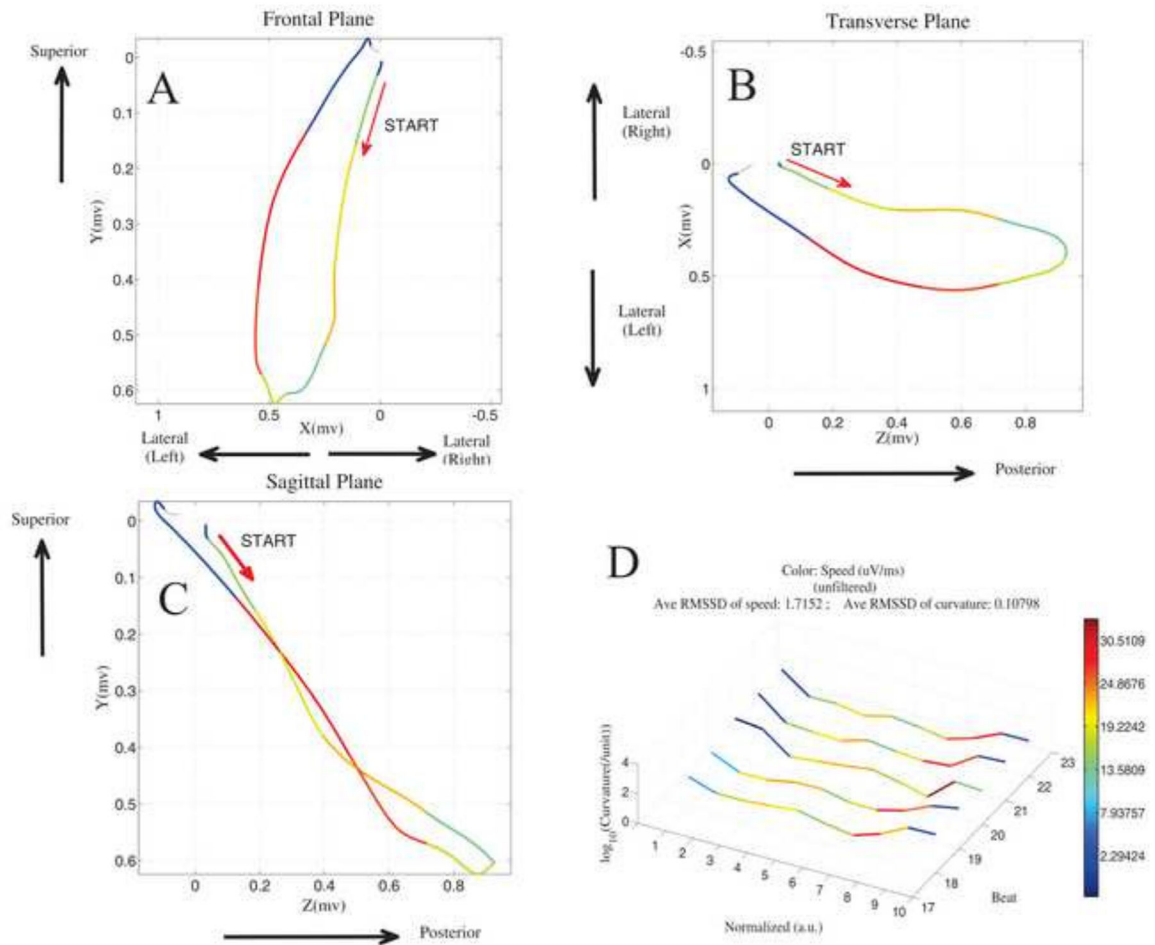 Frontal Plane
Superior
A
START
Y(mv)
0
0.1
0.2
0.3
0.4
0.5
0.6
1
0.5
0
-0.5
X(mv)
Lateral
(Left)
Lateral
(Right)
Transverse Plane
B
Lateral
(Right)
Lateral
(Left)
START
X(mv)
-0.5
0
0.5
1
0
0.2
0.4
0.6
0.8
Z(mv)
Posterior
Sagittal Plane
Superior
C
START
Y(mv)
0
0.1
0.2
0.3
0.4
0.5
0.6
0
0.2
0.4
0.6
0.8
Z(mv)
Posterior
D
Color: Speed (uV/ms)
(unfiltered)
Ave RMSSD of speed: 1.7152 ; Ave RMSSD of curvature: 0.10798
log10(Curvature(/unit))
4
2
0
1
2
3
4
5
6
7
8
9
10
Normalized (a.u.)
17
18
19
20
21
22
23
Beat
30.5109
24.8676
19.2242
13.5809
7.93757
2.29424